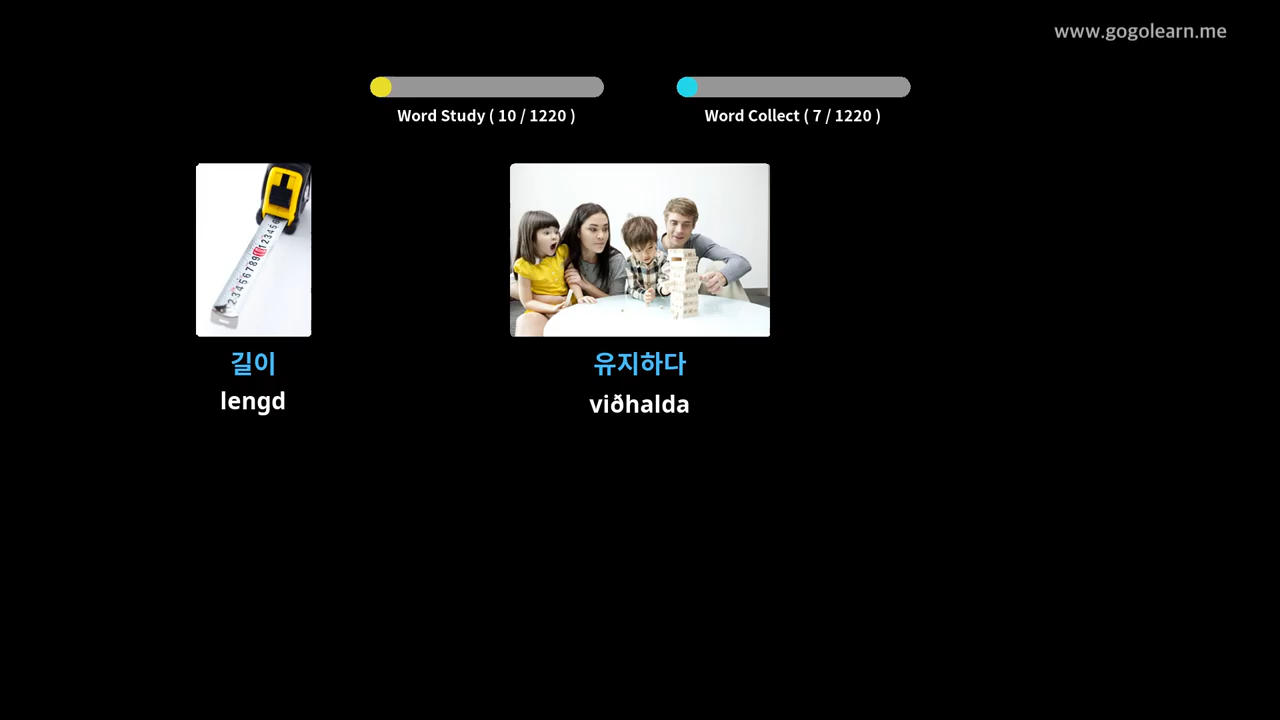 www.gogolearn.me
Word Study ( 10 / 1220 )
Word Collect ( 7 / 1220 )
길이
lengd
유지하다
viðhalda